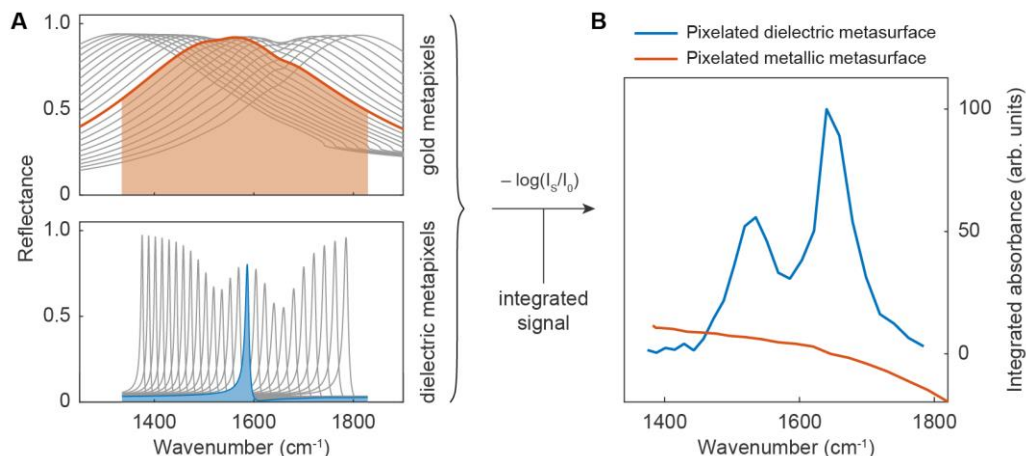 A
1.0
0.5
0
Reflectance
gold metapixels
1.0
0.5
0
dielectric metapixels
1400
1600
1800
Wavenumber (cm⁻¹)
− log(Iₛ/I₀)
integrated
signal
B
Pixelated dielectric metasurface
Pixelated metallic metasurface
100
50
0
Integrated absorbance (arb. units)
1400
1600
1800
Wavenumber (cm⁻¹)